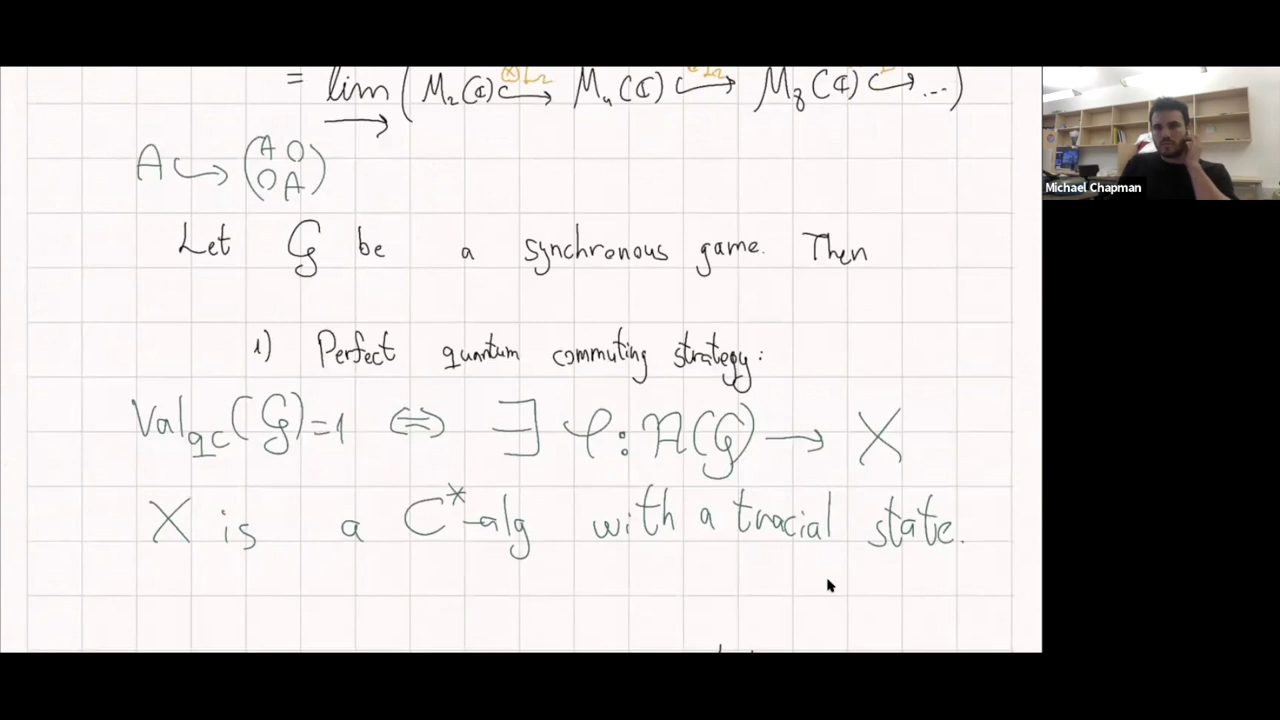 = lim ( M₂(ℂ) ↪ M₄(ℂ) ↪ M₈(ℂ) ↪ ... )
⊗ I₂
A ↪ ( A 0
0 A )
Let G be a synchronous game. Then
1) Perfect quantum commuting strategy:
Val_qc(G)=1 ⇔ ∃ φ: A(G) → X
X is a C*-alg with a tracial state.
Michael Chapman